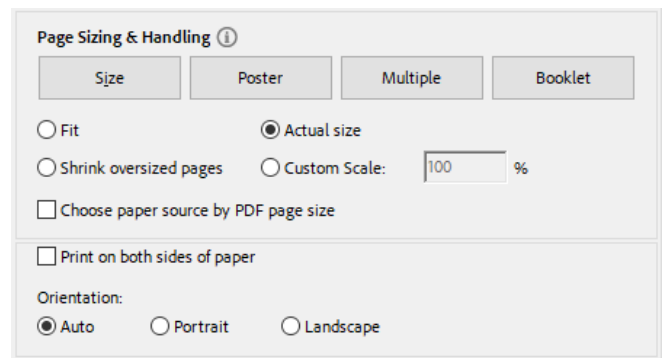 Page Sizing & Handling
Size Poster Multiple Booklet
Fit Actual size
Shrink oversized pages Custom Scale: 100 %
Choose paper source by PDF page size
Print on both sides of paper
Orientation:
Auto Portrait Landscape